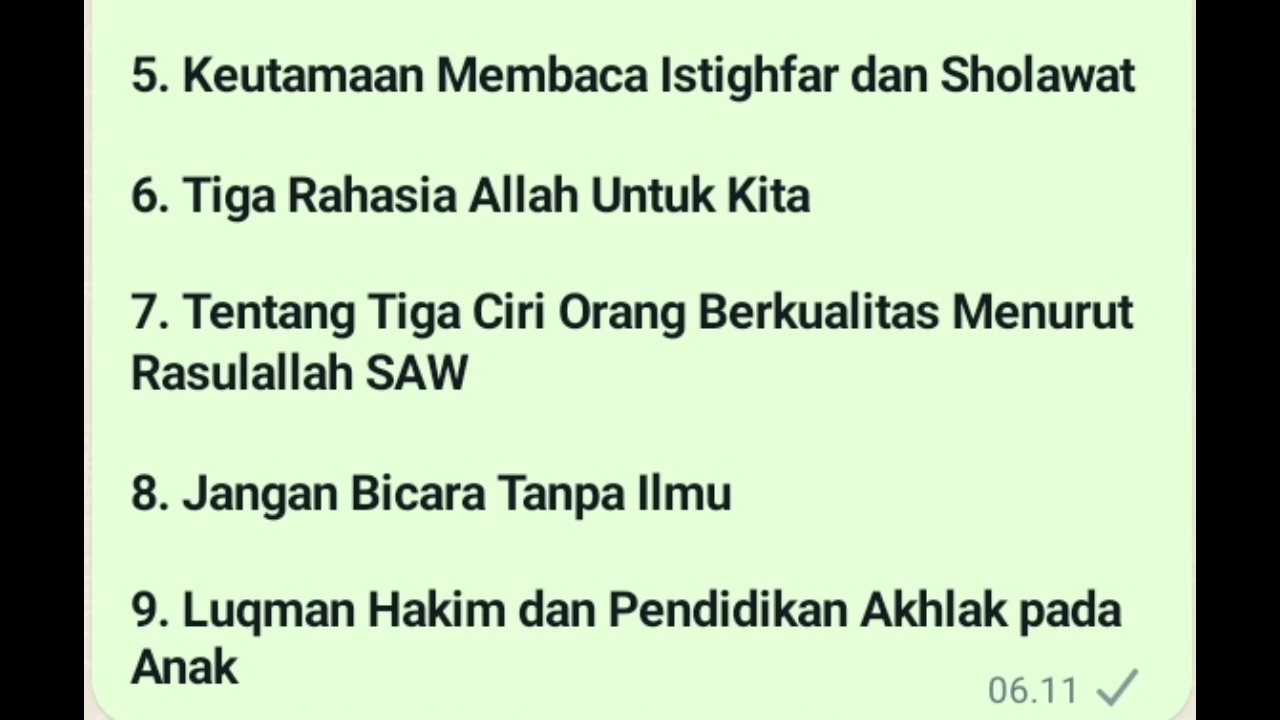 5. Keutamaan Membaca Istighfar dan Sholawat
6. Tiga Rahasia Allah Untuk Kita
7. Tentang Tiga Ciri Orang Berkualitas Menurut
Rasulallah SAW
8. Jangan Bicara Tanpa Ilmu
9. Luqman Hakim dan Pendidikan Akhlak pada
Anak
06.11